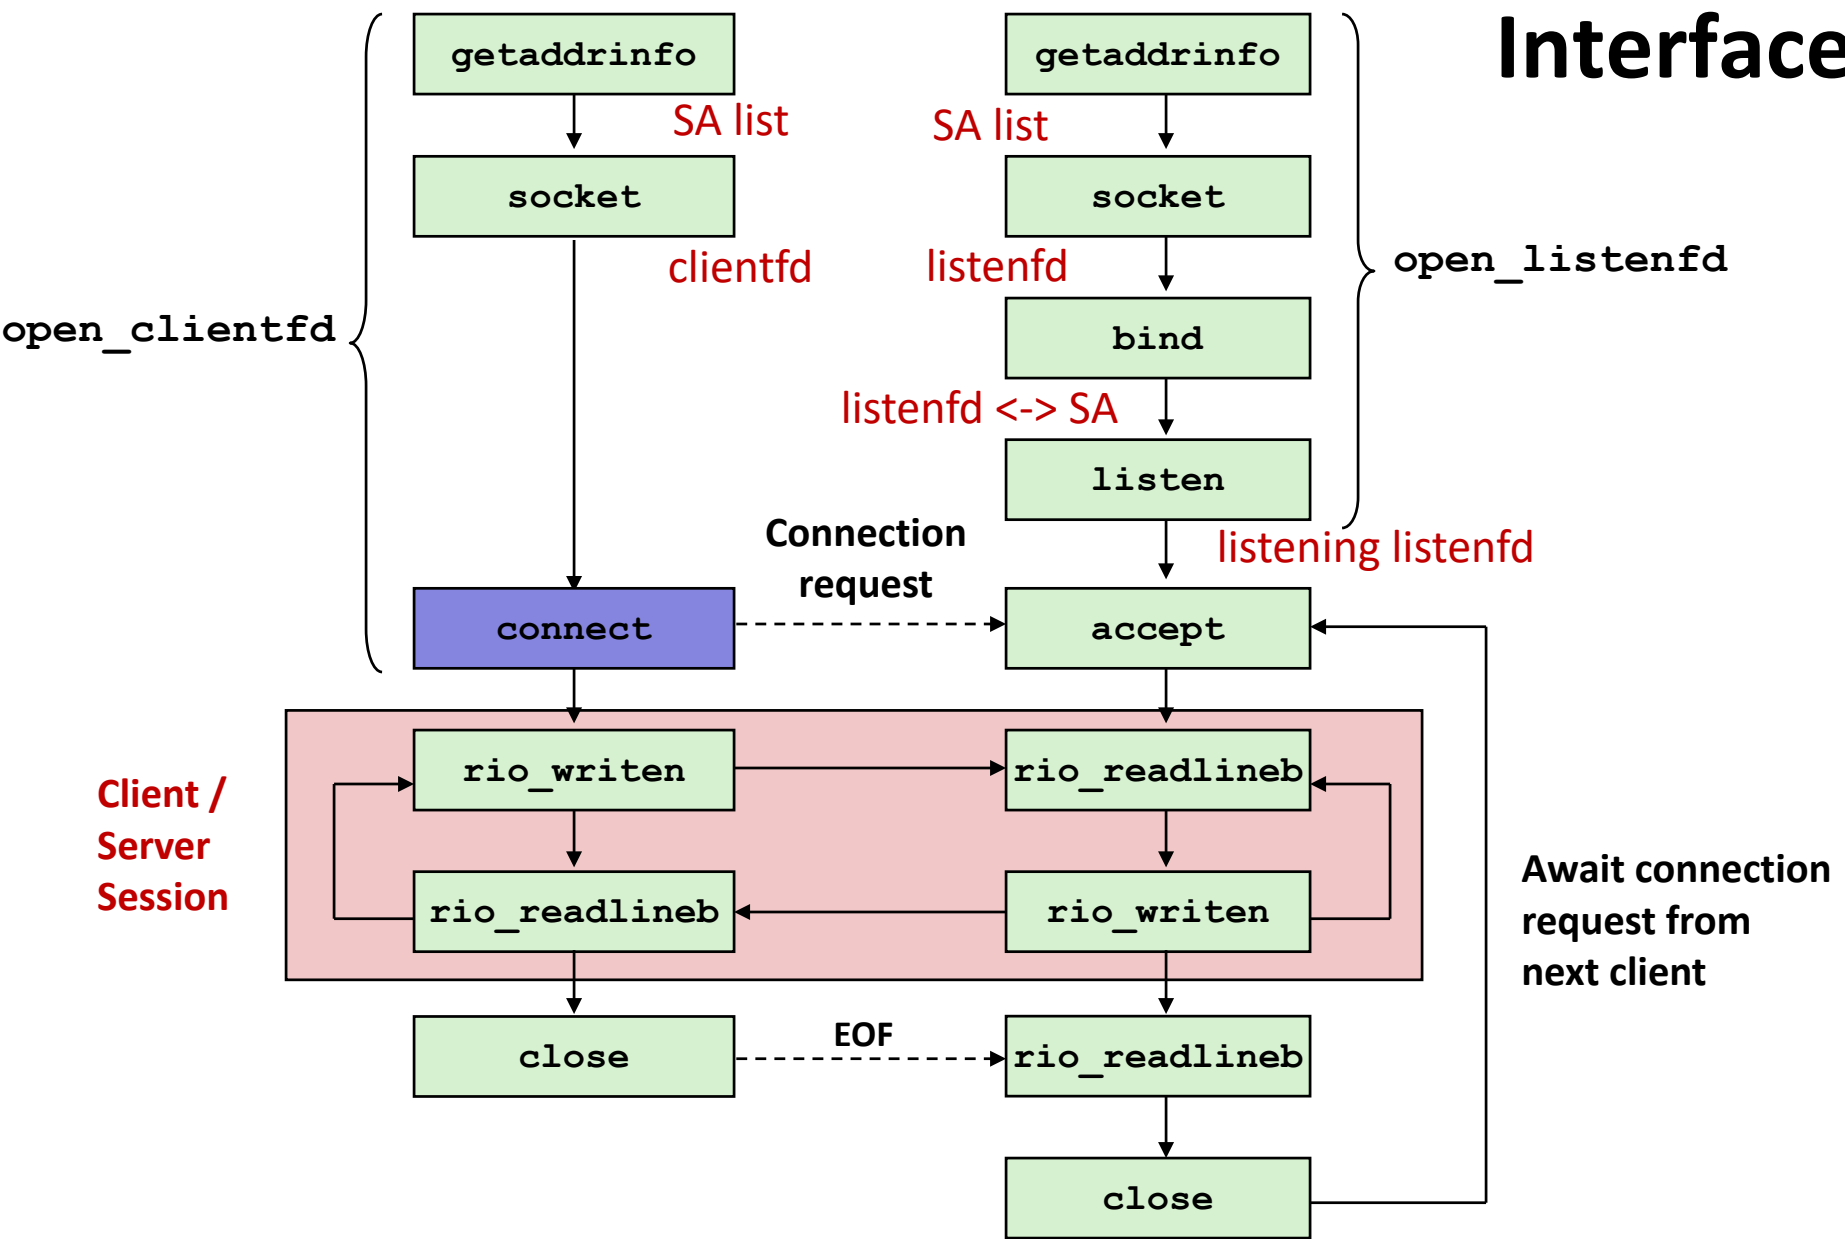 Interface
getaddrinfo
getaddrinfo
SA list
SA list
socket
socket
clientfd
listenfd
open_listenfd
open_clientfd
bind
listenfd <-> SA
listen
Connection
request
listening listenfd
connect
accept
Client /
Server
Session
rio_writen
rio_readlineb
rio_readlineb
rio_writen
Await connection
request from
next client
close
EOF
rio_readlineb
close